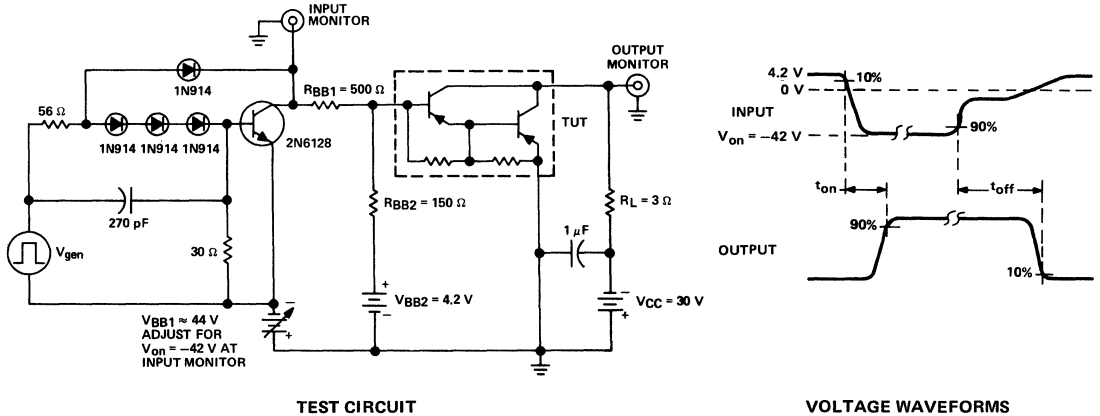 INPUT
MONITOR
OUTPUT
MONITOR
1N914
RBB1 = 500 Ω
56 Ω
TUT
1N914 1N914 1N914
2N6128
RBB2 = 150 Ω
RL = 3 Ω
270 pF
1 μF
Vgen
30 Ω
+
VBB2 = 4.2 V
−
−
VCC = 30 V
+
−
+
VBB1 ≈ 44 V
ADJUST FOR
Von = −42 V AT
INPUT MONITOR
TEST CIRCUIT
4.2 V
10%
0 V
INPUT
Von = −42 V
90%
ton
toff
90%
OUTPUT
10%
VOLTAGE WAVEFORMS